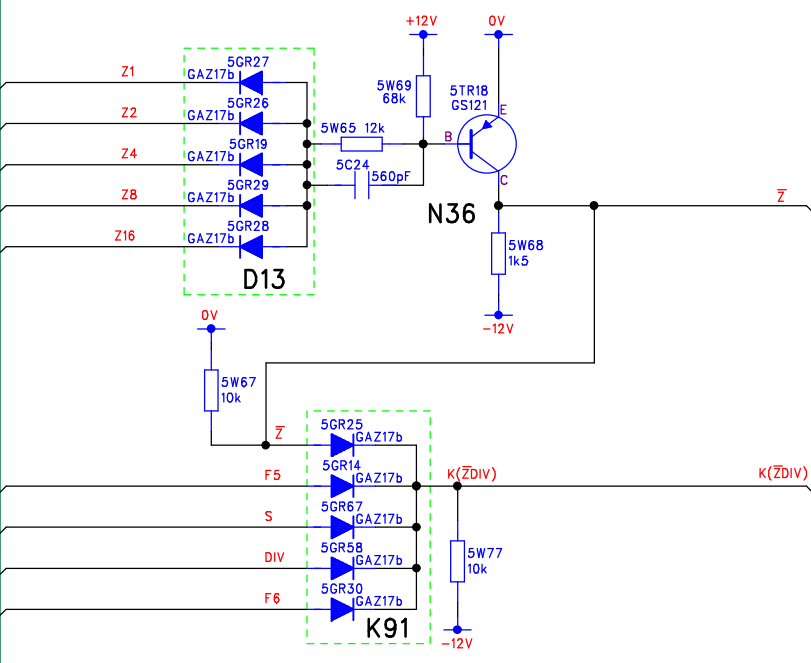 +12V
0V
5GR27
Z1
GAZ17b
5W69
68k
5TR18
GS121
E
5GR26
Z2
GAZ17b
5W65 12k
B
5GR19
Z4
GAZ17b
5C24
560pF
C
5GR29
Z8
GAZ17b
Z̅
N36
5GR28
Z16
GAZ17b
5W68
1k5
D13
0V
-12V
5W67
10k
5GR25
Z̅
GAZ17b
5GR14
F5
GAZ17b
K(Z̅DIV)
K(Z̅DIV)
5GR67
S
GAZ17b
5GR58
DIV
GAZ17b
5W77
10k
5GR30
F6
GAZ17b
K91
-12V